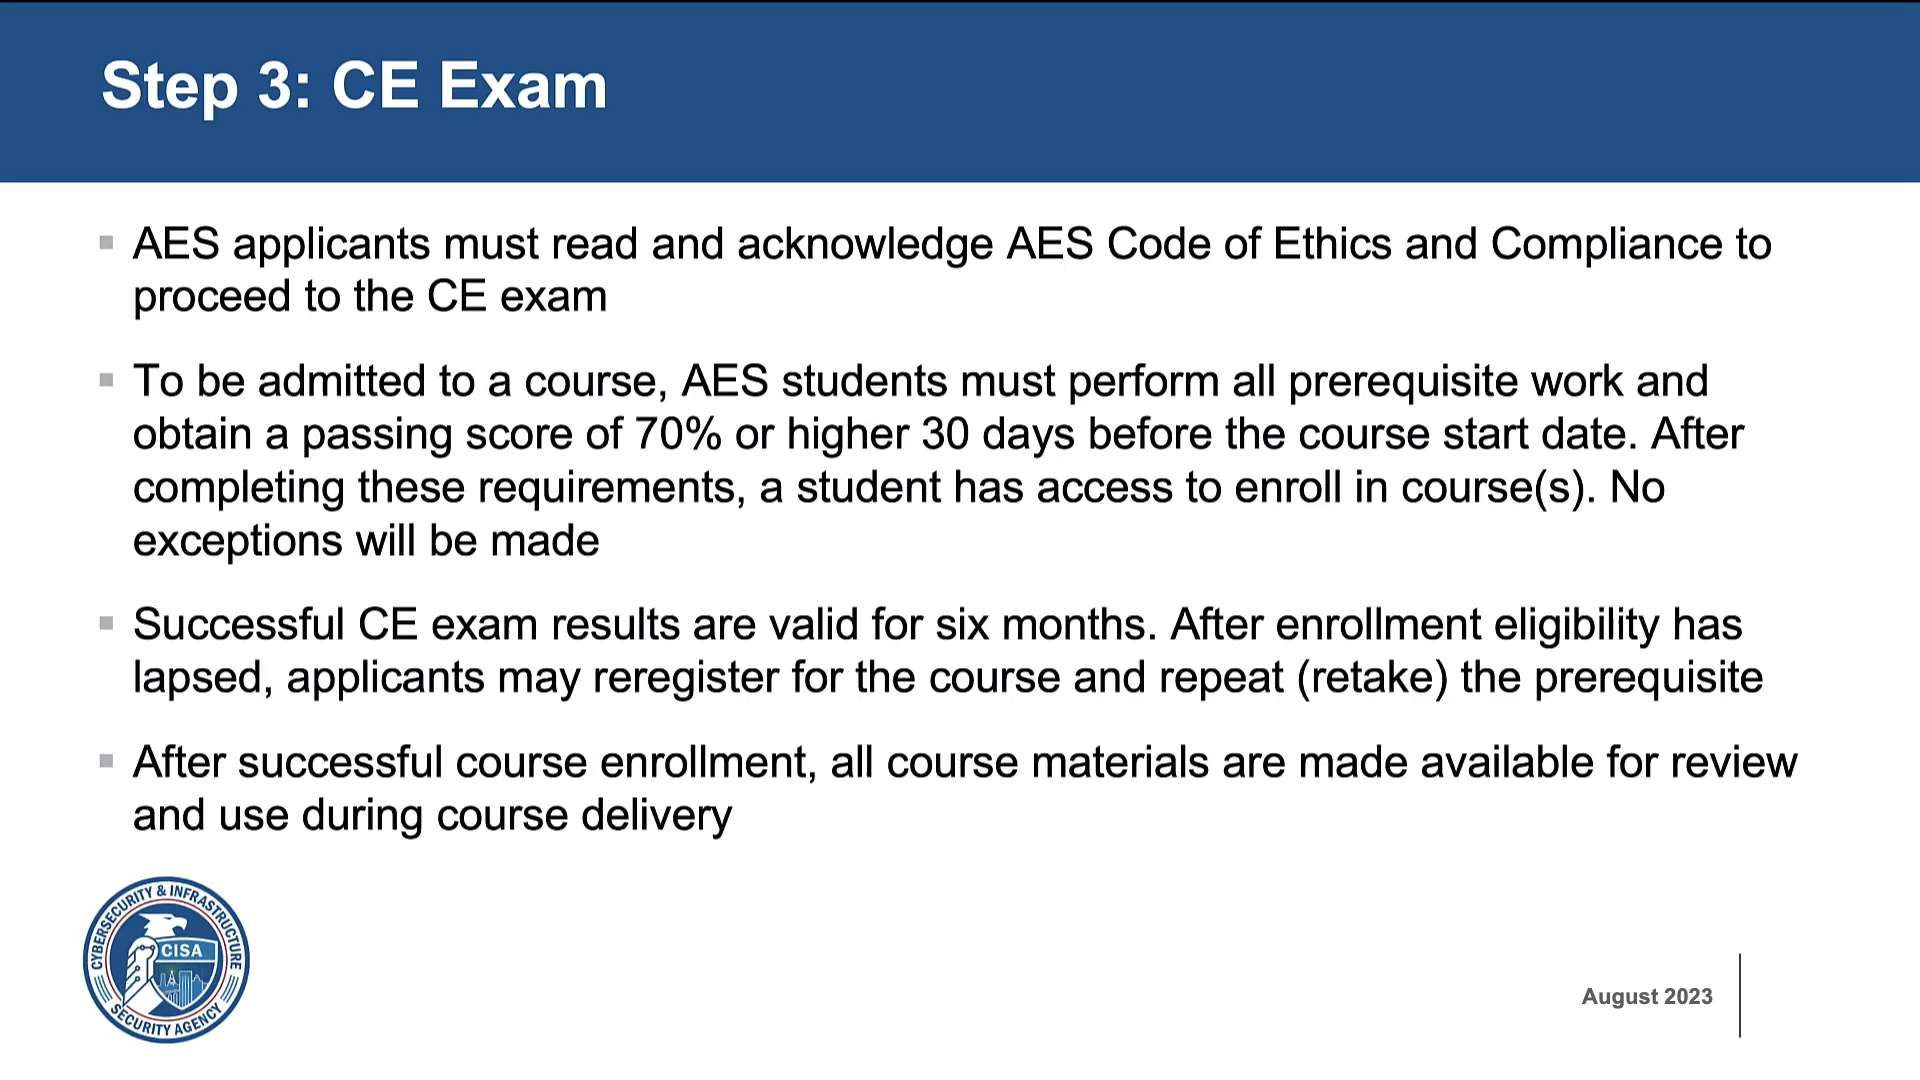 Step 3: CE Exam
AES applicants must read and acknowledge AES Code of Ethics and Compliance to
proceed to the CE exam
To be admitted to a course, AES students must perform all prerequisite work and
obtain a passing score of 70% or higher 30 days before the course start date. After
completing these requirements, a student has access to enroll in course(s). No
exceptions will be made
Successful CE exam results are valid for six months. After enrollment eligibility has
lapsed, applicants may reregister for the course and repeat (retake) the prerequisite
After successful course enrollment, all course materials are made available for review
and use during course delivery
CYBERSECURITY & INFRASTRUCTURE
CISA
SECURITY AGENCY
August 2023